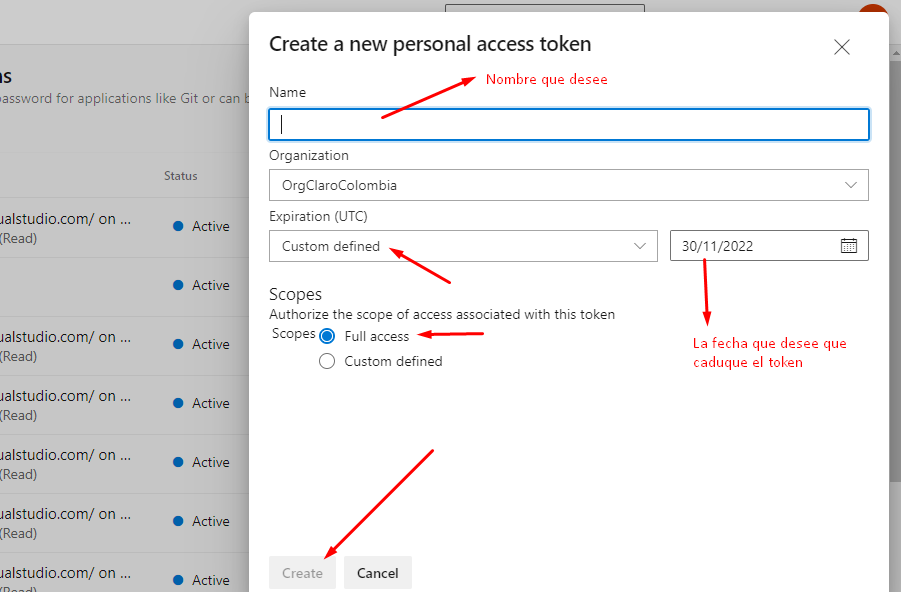 Create a new personal access token
Nombre que desee
Name
Organization
OrgClaroColombia
Expiration (UTC)
Custom defined
30/11/2022
Scopes
Authorize the scope of access associated with this token
Scopes
Full access
Custom defined
La fecha que desee que
caduque el token
Create
Cancel
password for applications like Git or can b
Status
ualstudio.com/ on ...
(Read)
Active
Active
ualstudio.com/ on ...
(Read)
Active
ualstudio.com/ on ...
(Read)
Active
ualstudio.com/ on ...
(Read)
Active
ualstudio.com/ on ...
(Read)
Active
ualstudio.com/ on ...
(Read)
Active